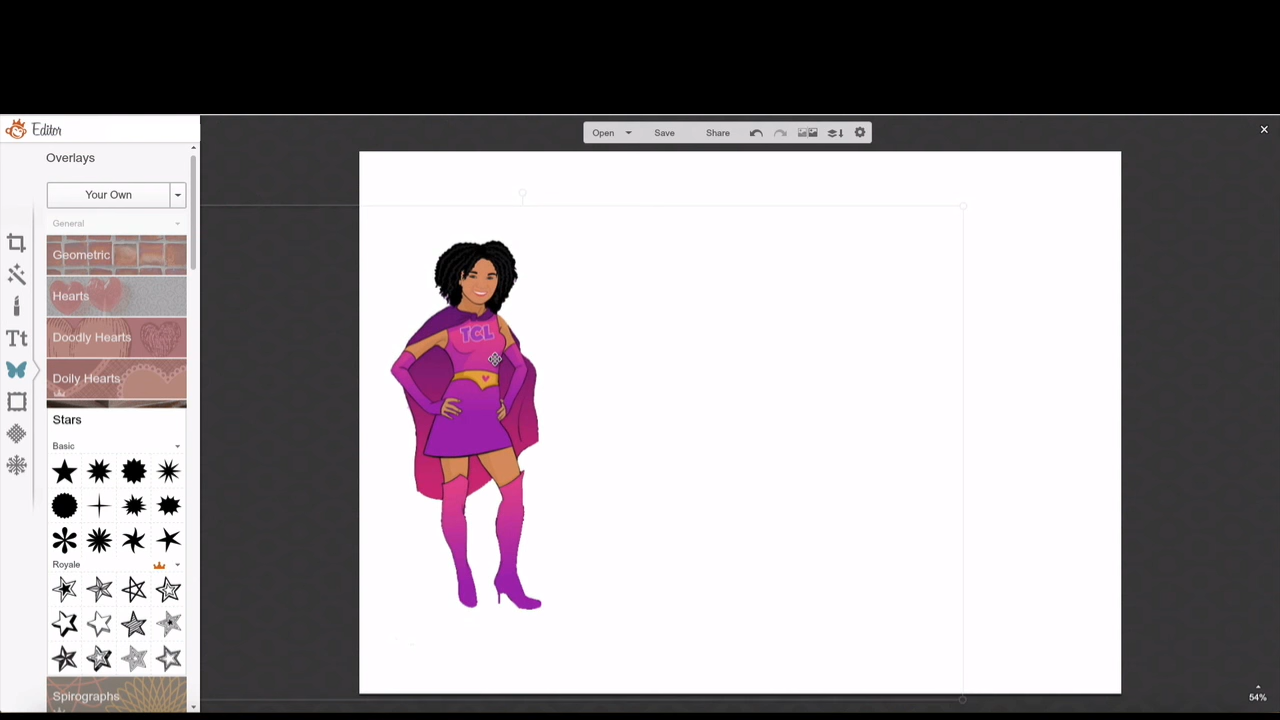 Editor
Open Save Share
Overlays
Your Own
General
Geometric
Hearts
Doodly Hearts
Doily Hearts
Stars
Basic
Royale
Spirographs
TCL
54%